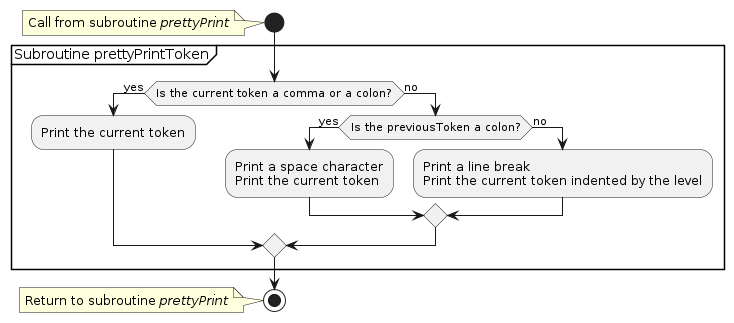 Call from subroutine prettyPrint
Subroutine prettyPrintToken
yes
Is the current token a comma or a colon?
no
Print the current token
yes
Is the previousToken a colon?
no
Print a space character
Print the current token
Print a line break
Print the current token indented by the level
Return to subroutine prettyPrint